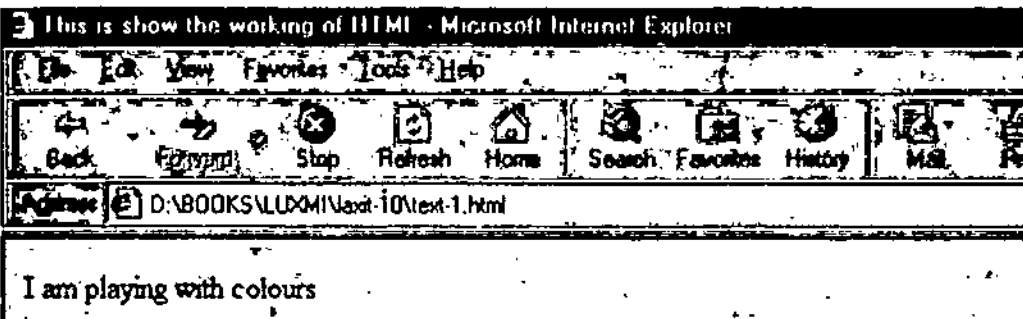 This is show the working of HTML - Microsoft Internet Explorer
File Edit View Favorites Tools Help
Back Forward Stop Refresh Home Search Favorites History Mail
Address D:\BOOKS\LUXMI\laxit-10\text-1.html
I am playing with colours